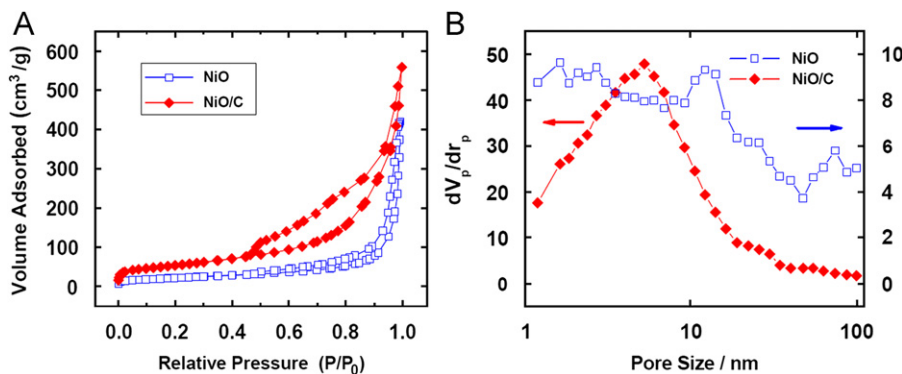 A
Volume Adsorbed (cm³/g)
600
500
400
300
200
100
0
NiO
NiO/C
0.0 0.2 0.4 0.6 0.8 1.0
Relative Pressure (P/P₀)
B
dVₚ/drₚ
50
40
30
20
10
0
NiO
NiO/C
10
8
6
4
2
0
1 10 100
Pore Size / nm